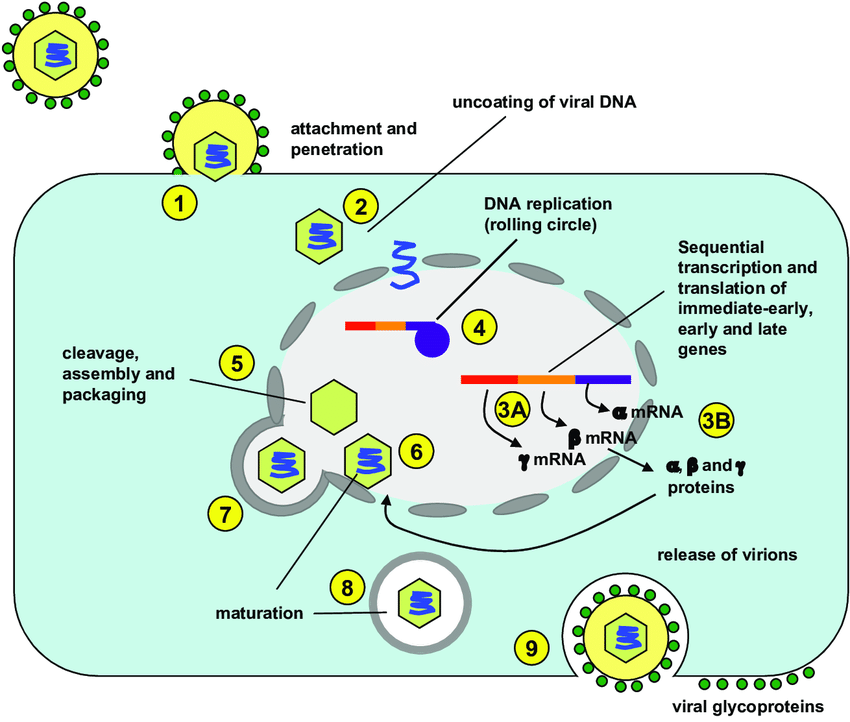 uncoating of viral DNA
attachment and
penetration
1
2
DNA replication
(rolling circle)
Sequential
transcription and
translation of
immediate-early,
early and late
genes
4
cleavage,
assembly and
packaging
5
3A
α mRNA
3B
β mRNA
γ mRNA
α, β and γ
proteins
6
7
release of virions
8
maturation
9
viral glycoproteins